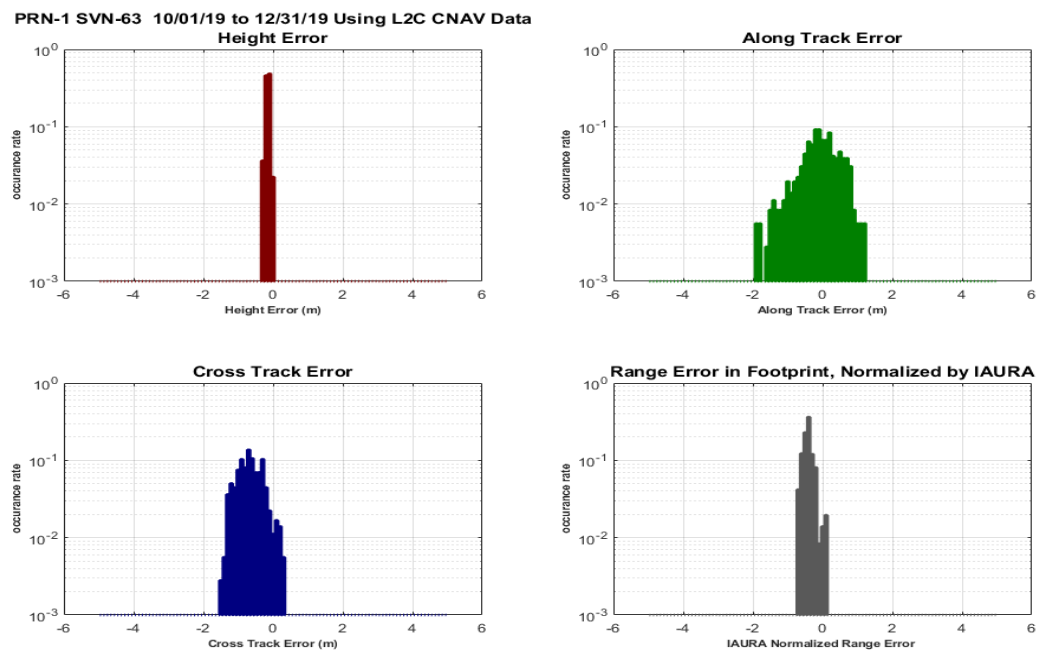 PRN-1 SVN-63 10/01/19 to 12/31/19 Using L2C CNAV Data
Height Error
10^0
10^-1
10^-2
10^-3
occurance rate
-6 -4 -2 0 2 4 6
Height Error (m)
Along Track Error
10^0
10^-1
10^-2
10^-3
occurance rate
-6 -4 -2 0 2 4 6
Along Track Error (m)
Cross Track Error
10^0
10^-1
10^-2
10^-3
occurance rate
-6 -4 -2 0 2 4 6
Cross Track Error (m)
Range Error in Footprint, Normalized by IAURA
10^0
10^-1
10^-2
10^-3
occurance rate
-6 -4 -2 0 2 4 6
IAURA Normalized Range Error